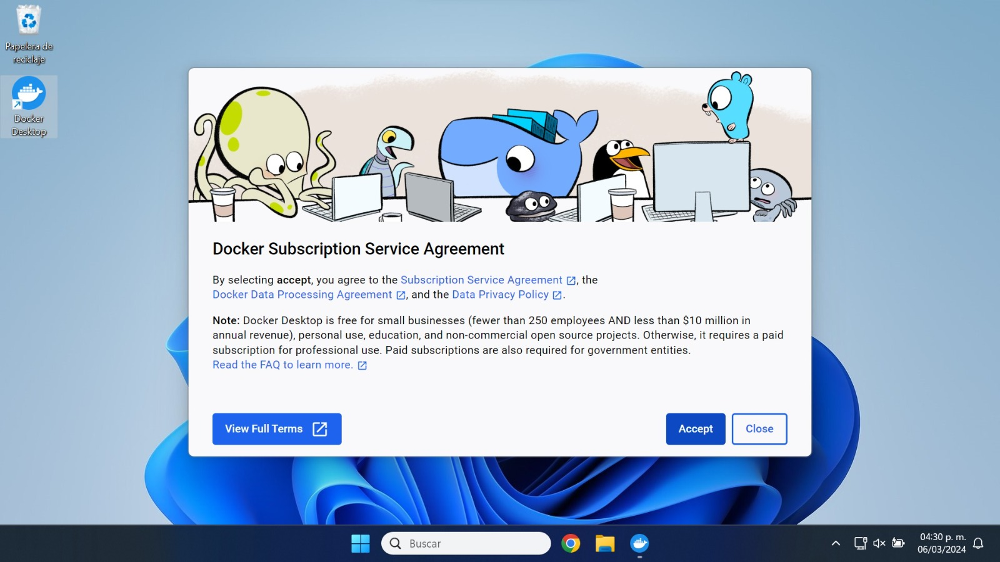 Papelera de
reciclaje
Docker
Desktop
Docker Subscription Service Agreement
By selecting accept, you agree to the Subscription Service Agreement , the
Docker Data Processing Agreement , and the Data Privacy Policy .
Note: Docker Desktop is free for small businesses (fewer than 250 employees AND less than $10 million in
annual revenue), personal use, education, and non-commercial open source projects. Otherwise, it requires a paid
subscription for professional use. Paid subscriptions are also required for government entities.
Read the FAQ to learn more.
View Full Terms
Accept
Close
Buscar
04:30 p. m.
06/03/2024